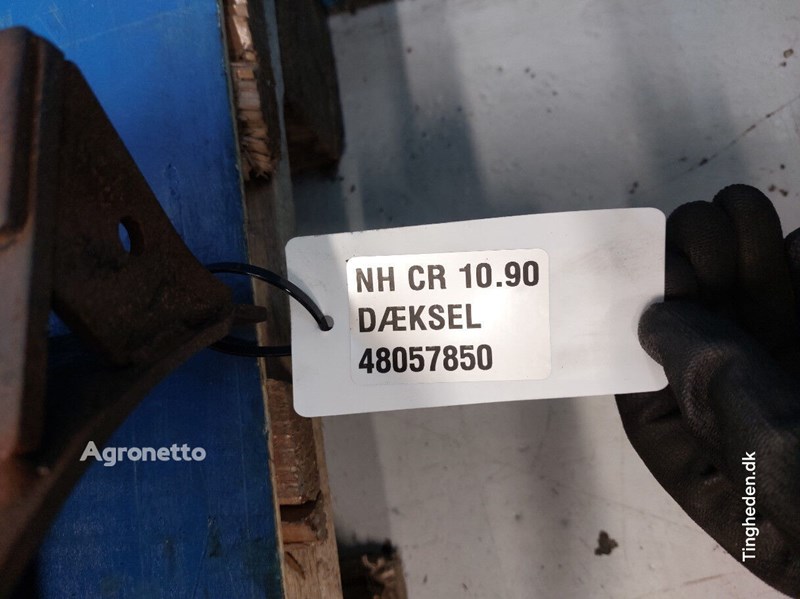 NH CR 10.90
DÆKSEL
48057850
Agronetto
Tingheden.dk